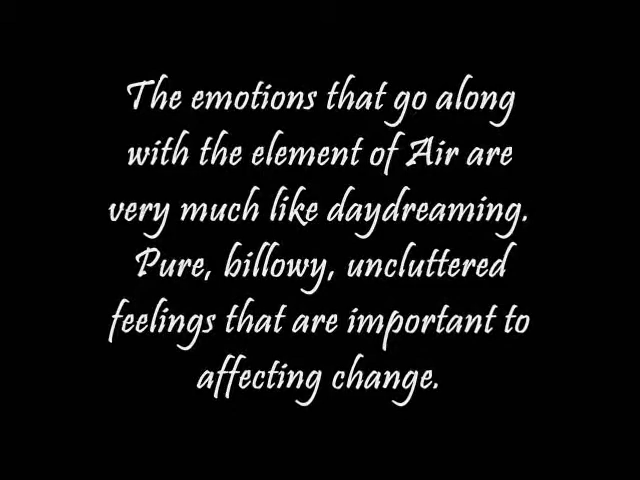 The emotions that go along
with the element of Air are
very much like daydreaming.
Pure, billowy, uncluttered
feelings that are important to
affecting change.